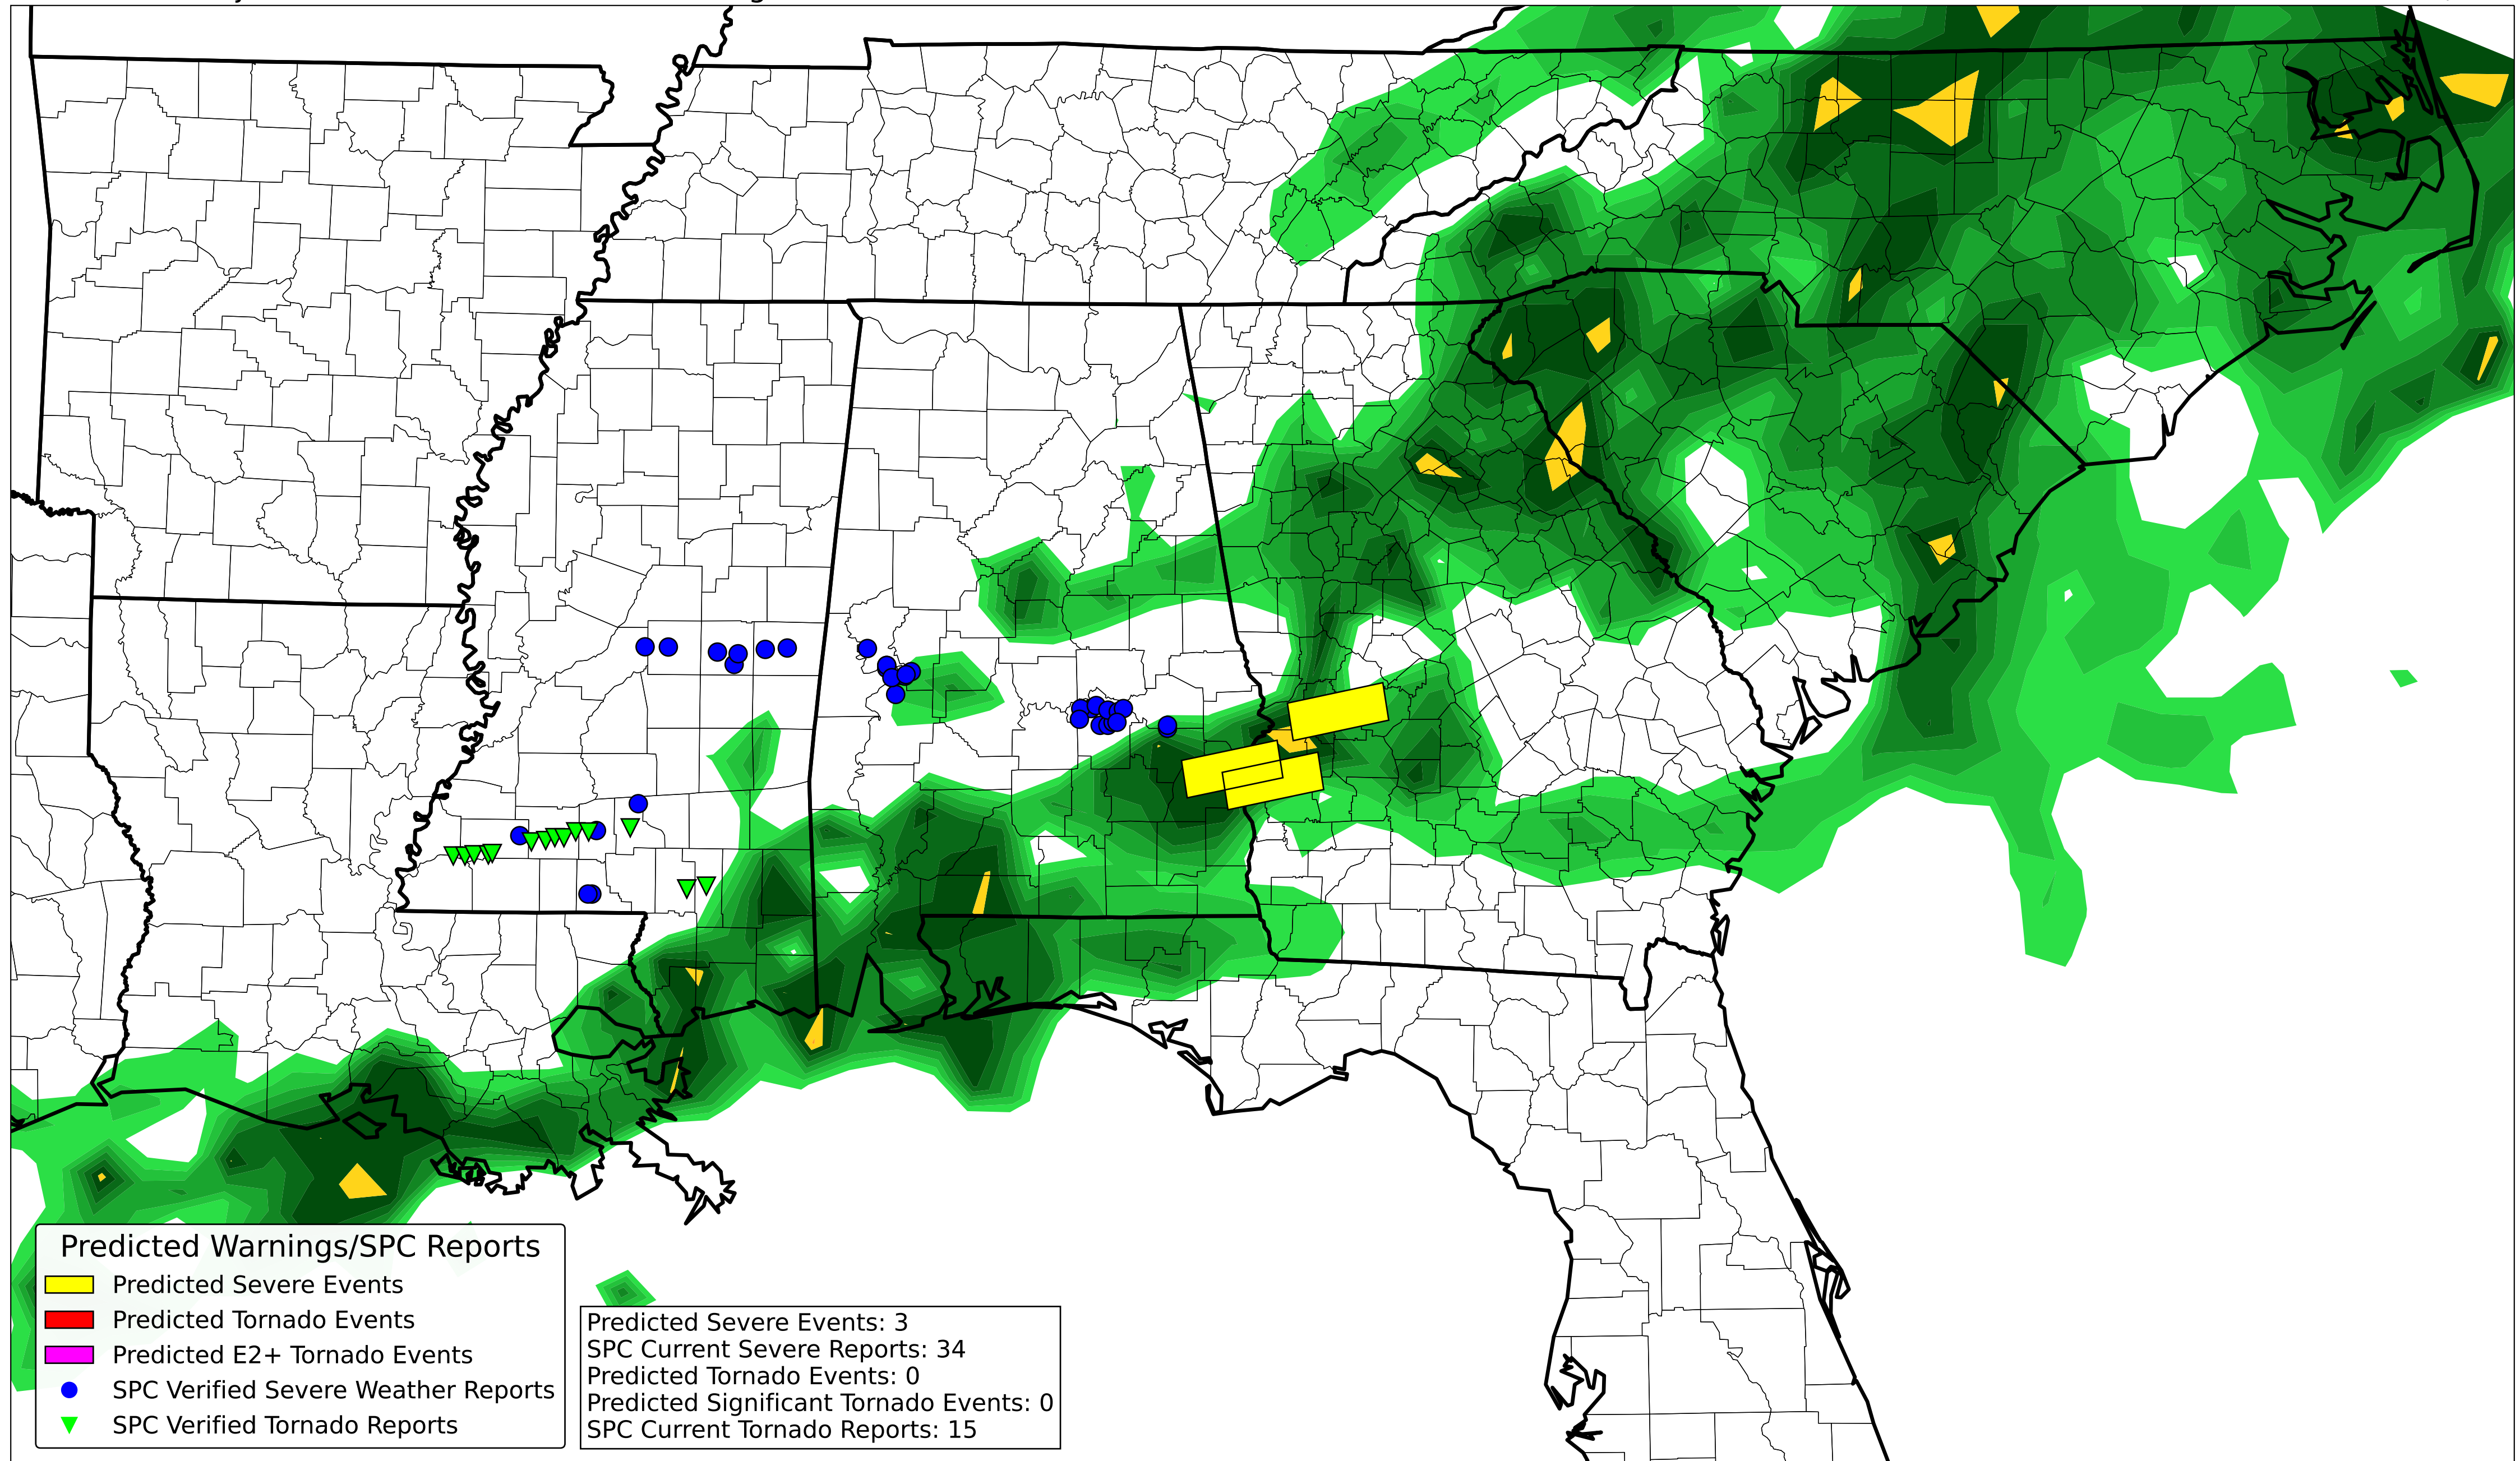 Predicted Warnings/SPC Reports
Predicted Severe Events
Predicted Tornado Events
Predicted E2+ Tornado Events
SPC Verified Severe Weather Reports
SPC Verified Tornado Reports
Predicted Severe Events: 3
SPC Current Severe Reports: 34
Predicted Tornado Events: 0
Predicted Significant Tornado Events: 0
SPC Current Tornado Reports: 15